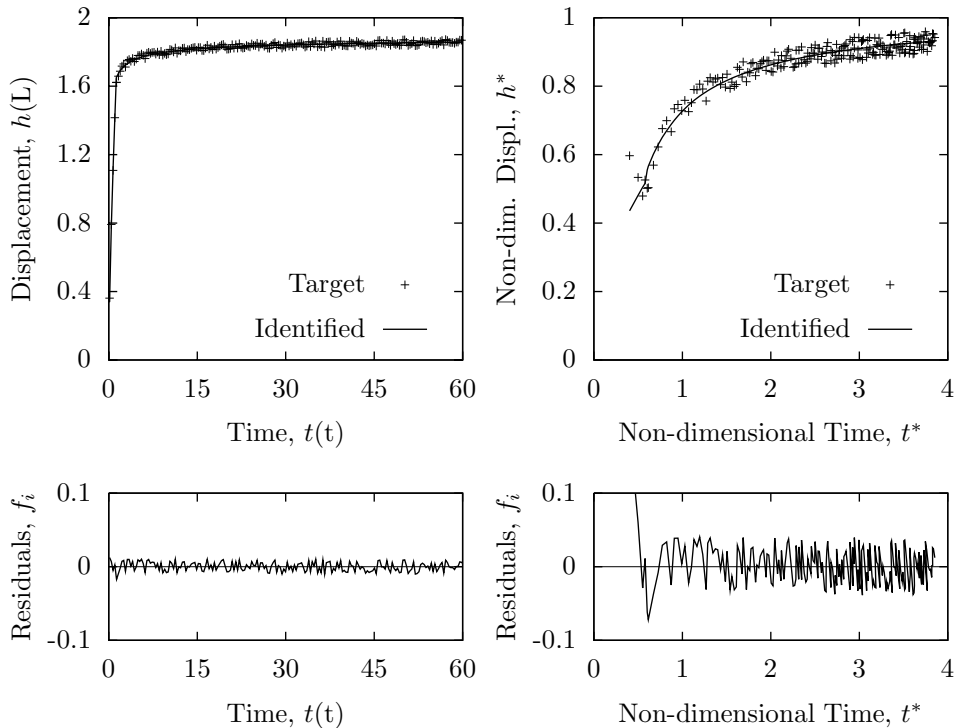 2
1.6
1.2
0.8
0.4
0
Displacement, h(L)
Target
Identified
0 15 30 45 60
Time, t(t)
1
0.8
0.6
0.4
0.2
0
Non-dim. Displ., h*
Target
Identified
0 1 2 3 4
Non-dimensional Time, t*
0.1
0
-0.1
Residuals, fᵢ
0 15 30 45 60
Time, t(t)
0.1
0
-0.1
Residuals, fᵢ
0 1 2 3 4
Non-dimensional Time, t*